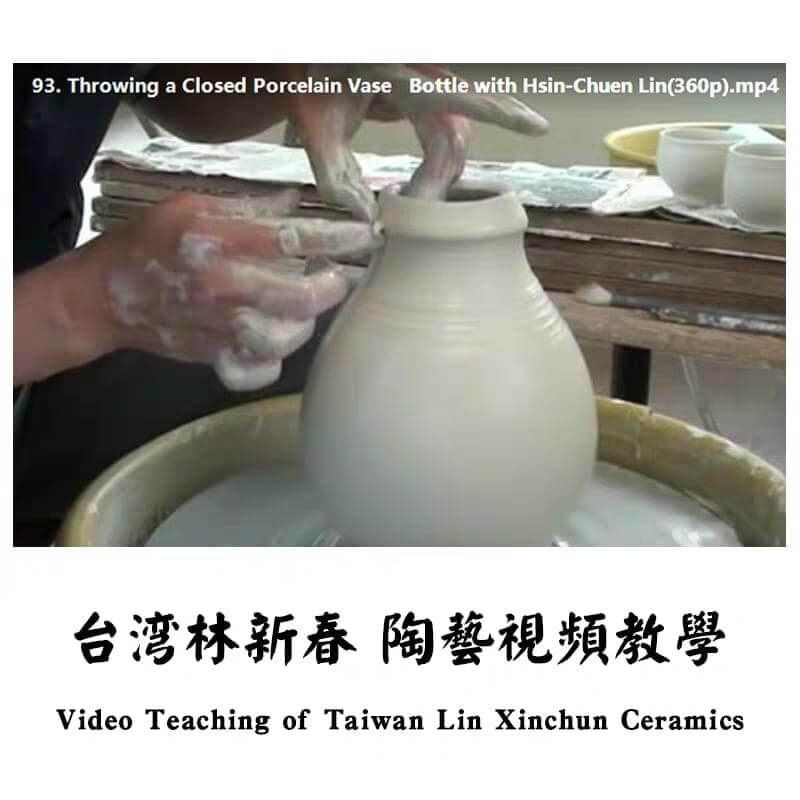 93. Throwing a Closed Porcelain Vase   Bottle with Hsin-Chuen Lin(360p).mp4
台湾林新春 陶藝視頻教學
Video Teaching of Taiwan Lin Xinchun Ceramics